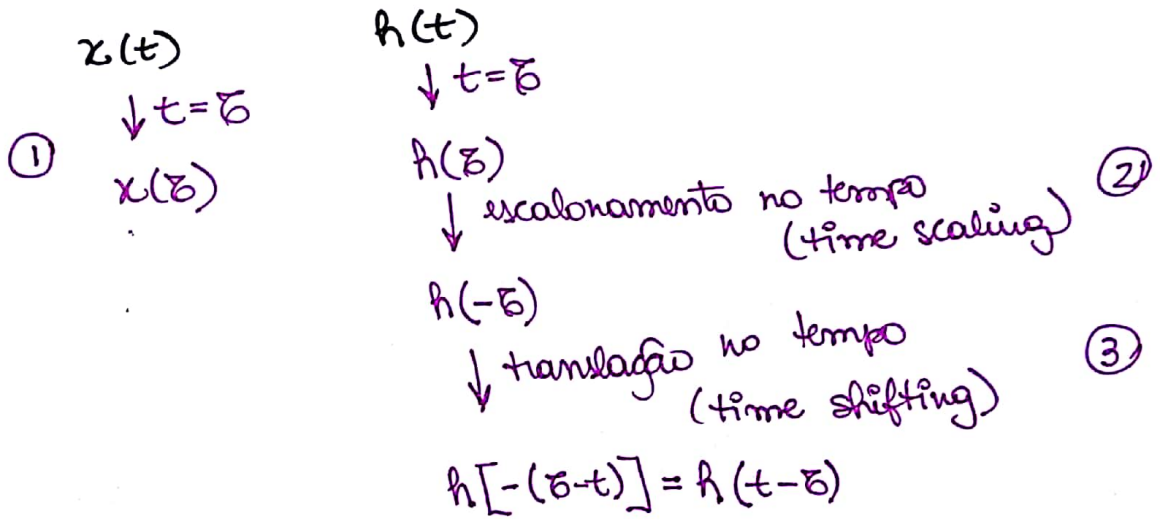 x(t) h(t)
↓ t=ζ ↓ t=ζ
① x(ζ) h(ζ)
↓ escalonamento no tempo ②
(time scaling)
h(-ζ)
↓ translação no tempo ③
(time shifting)
h[-(ζ-t)] = h(t-ζ)